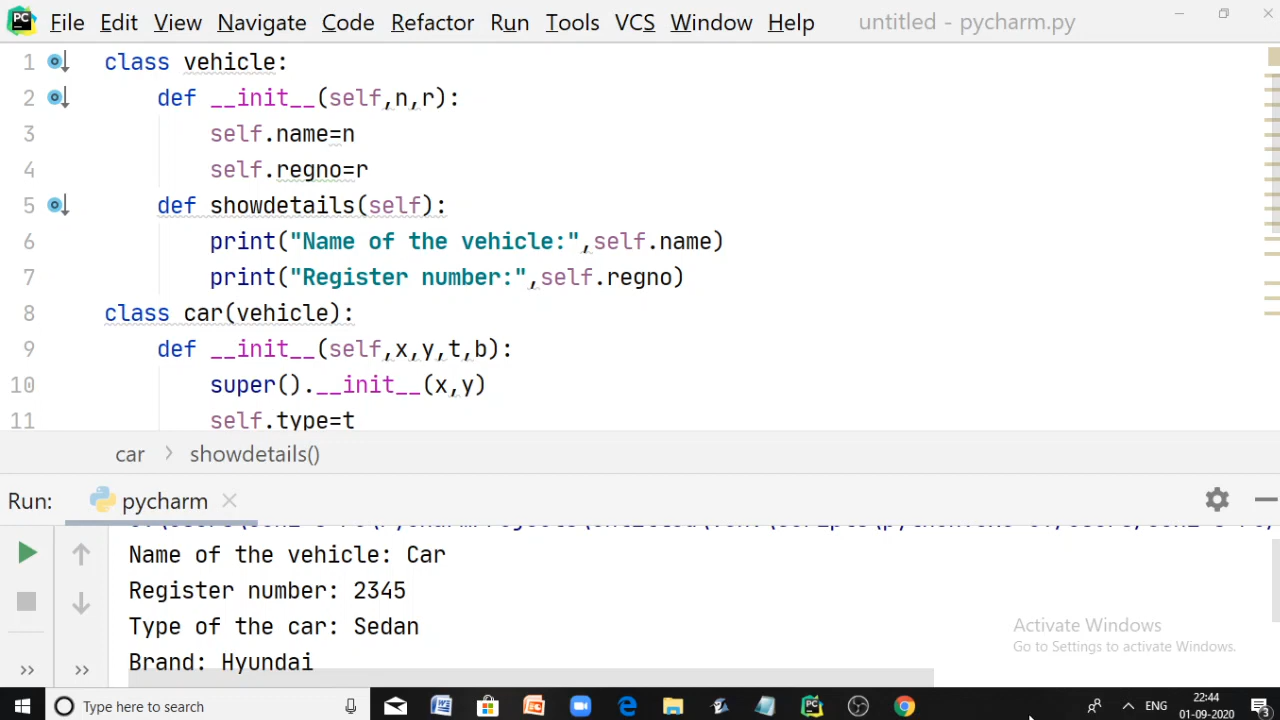 File Edit View Navigate Code Refactor Run Tools VCS Window Help untitled - pycharm.py
1 class vehicle:
2 def __init__(self,n,r):
3 self.name=n
4 self.regno=r
5 def showdetails(self):
6 print("Name of the vehicle:",self.name)
7 print("Register number:",self.regno)
8 class car(vehicle):
9 def __init__(self,x,y,t,b):
10 super().__init__(x,y)
11 self.type=t
car > showdetails()
Run: pycharm
Name of the vehicle: Car
Register number: 2345
Type of the car: Sedan
Brand: Hyundai
Activate Windows
Go to Settings to activate Windows.
Type here to search
ENG
22:44
01-09-2020
3